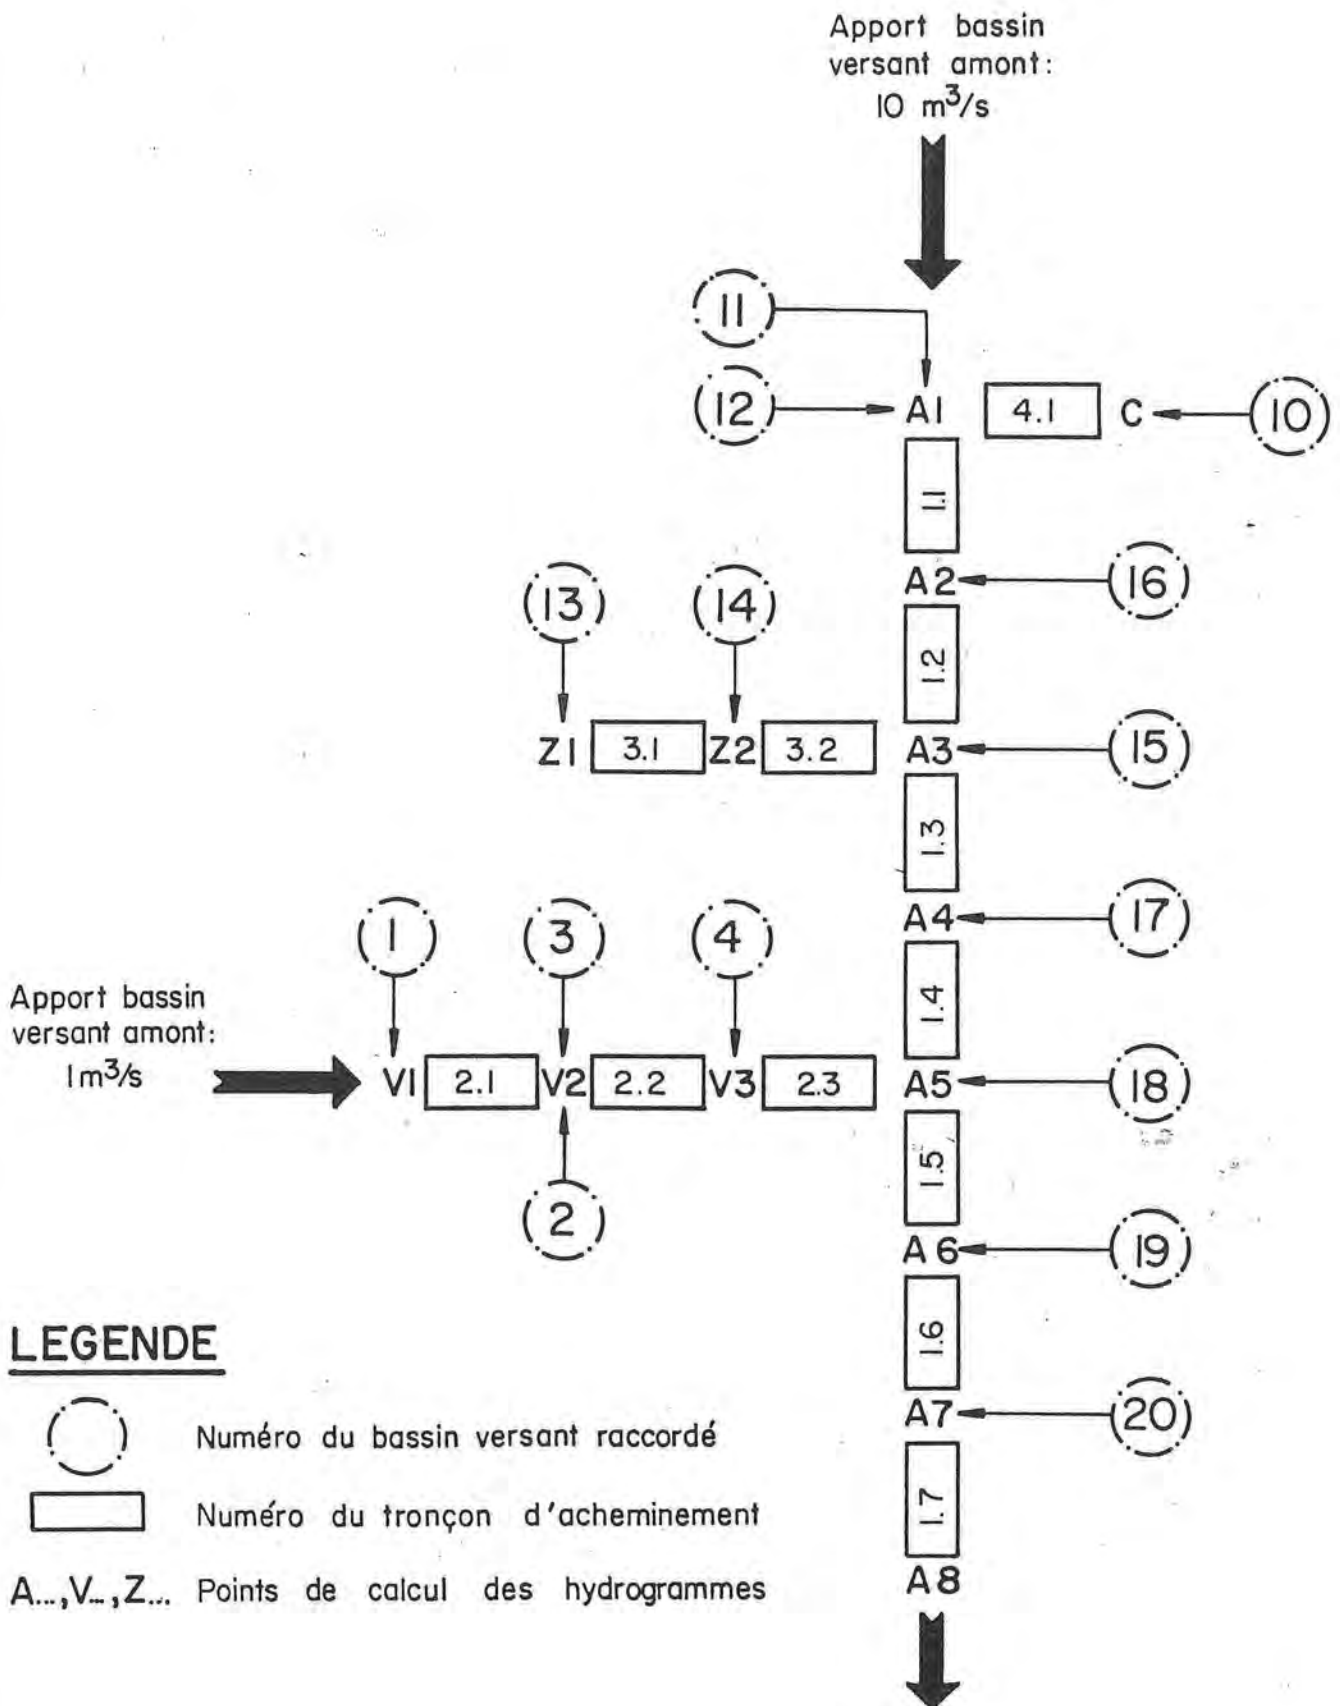 Apport bassin
versant amont:
10 m³/s
11
12
A1
4.1
C
10
1.1
A2
16
13
14
1.2
Z1
3.1
Z2
3.2
A3
15
1.3
1
3
4
A4
17
1.4
Apport bassin
versant amont:
1m³/s
V1
2.1
V2
2.2
V3
2.3
A5
18
1.5
2
A6
19
1.6
LEGENDE
A7
20
Numéro du bassin versant raccordé
1.7
Numéro du tronçon d'acheminement
A...,V...,Z... Points de calcul des hydrogrammes
A8